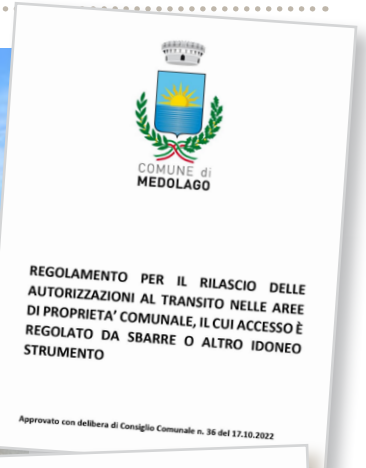 COMUNE di
MEDOLAGO
REGOLAMENTO PER IL RILASCIO DELLE
AUTORIZZAZIONI AL TRANSITO NELLE AREE
DI PROPRIETA' COMUNALE, IL CUI ACCESSO È
REGOLATO DA SBARRE O ALTRO IDONEO
STRUMENTO
Approvato con delibera di Consiglio Comunale n. 36 del 17.10.2022